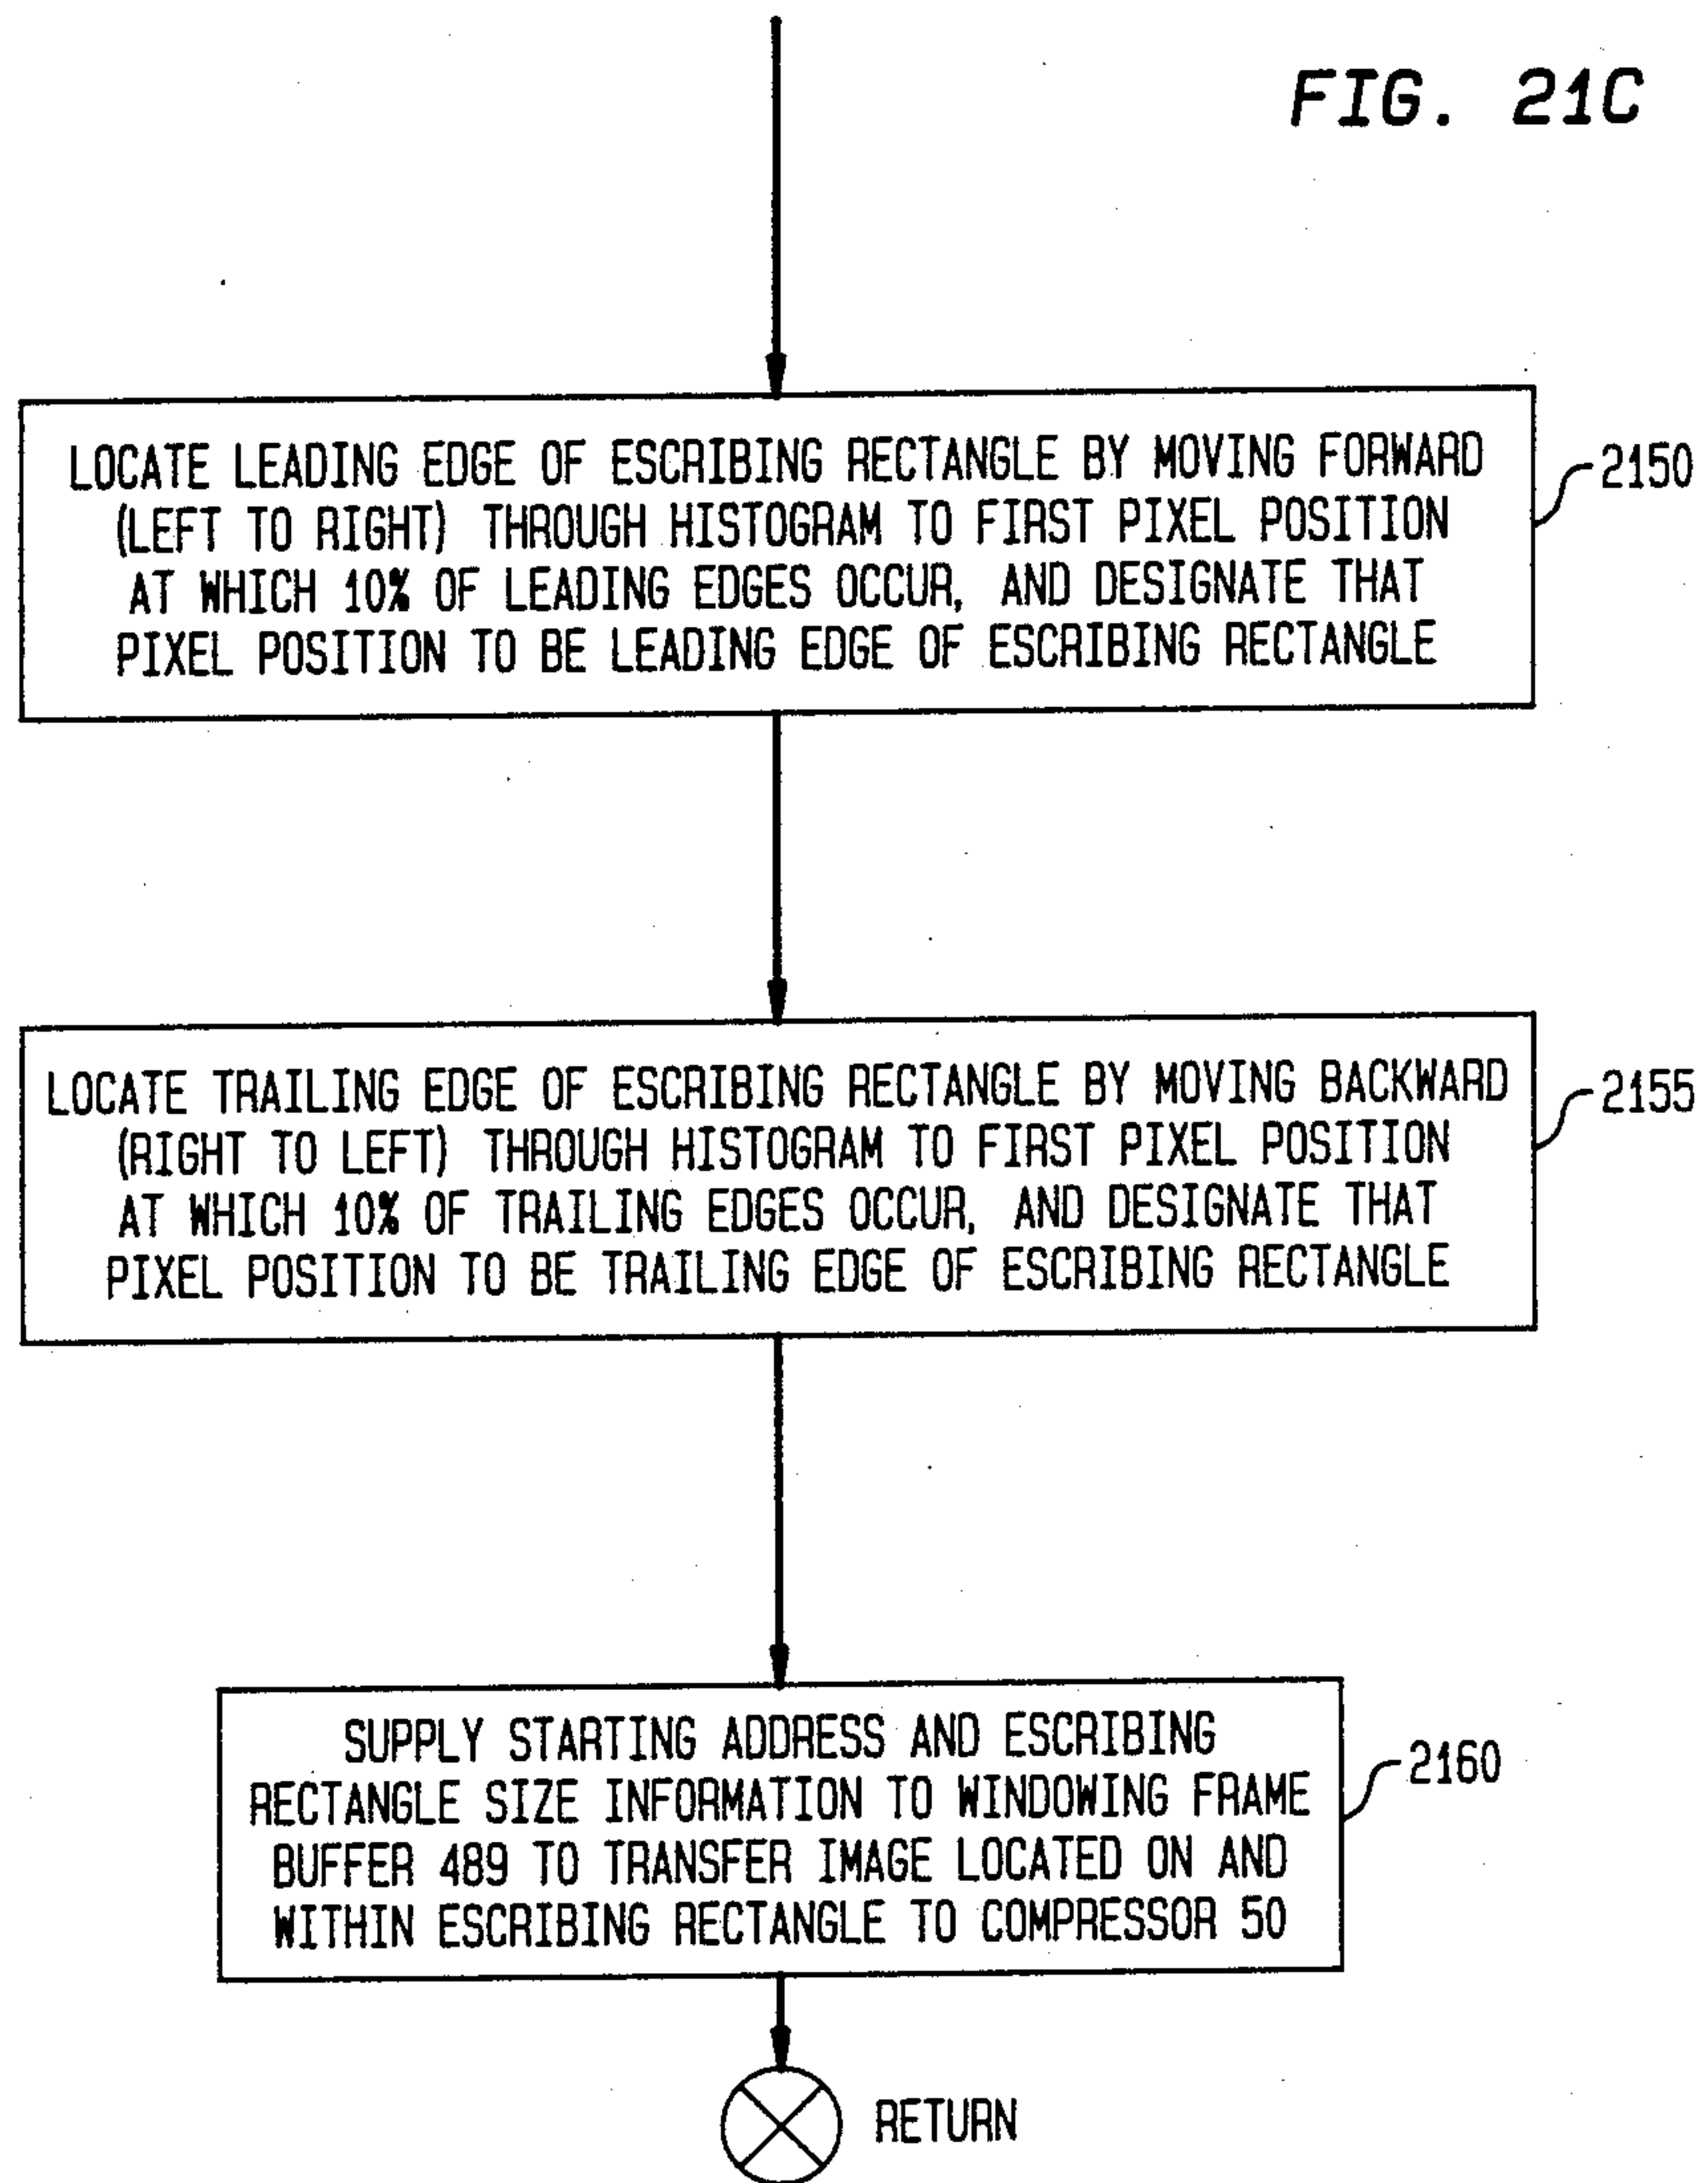 FIG. 21C
LOCATE LEADING EDGE OF ESCRIBING RECTANGLE BY MOVING FORWARD
(LEFT TO RIGHT) THROUGH HISTOGRAM TO FIRST PIXEL POSITION
AT WHICH 10% OF LEADING EDGES OCCUR, AND DESIGNATE THAT
PIXEL POSITION TO BE LEADING EDGE OF ESCRIBING RECTANGLE
2150
LOCATE TRAILING EDGE OF ESCRIBING RECTANGLE BY MOVING BACKWARD
(RIGHT TO LEFT) THROUGH HISTOGRAM TO FIRST PIXEL POSITION
AT WHICH 10% OF TRAILING EDGES OCCUR, AND DESIGNATE THAT
PIXEL POSITION TO BE TRAILING EDGE OF ESCRIBING RECTANGLE
2155
SUPPLY STARTING ADDRESS AND ESCRIBING
RECTANGLE SIZE INFORMATION TO WINDOWING FRAME
BUFFER 489 TO TRANSFER IMAGE LOCATED ON AND
WITHIN ESCRIBING RECTANGLE TO COMPRESSOR 50
2160
RETURN